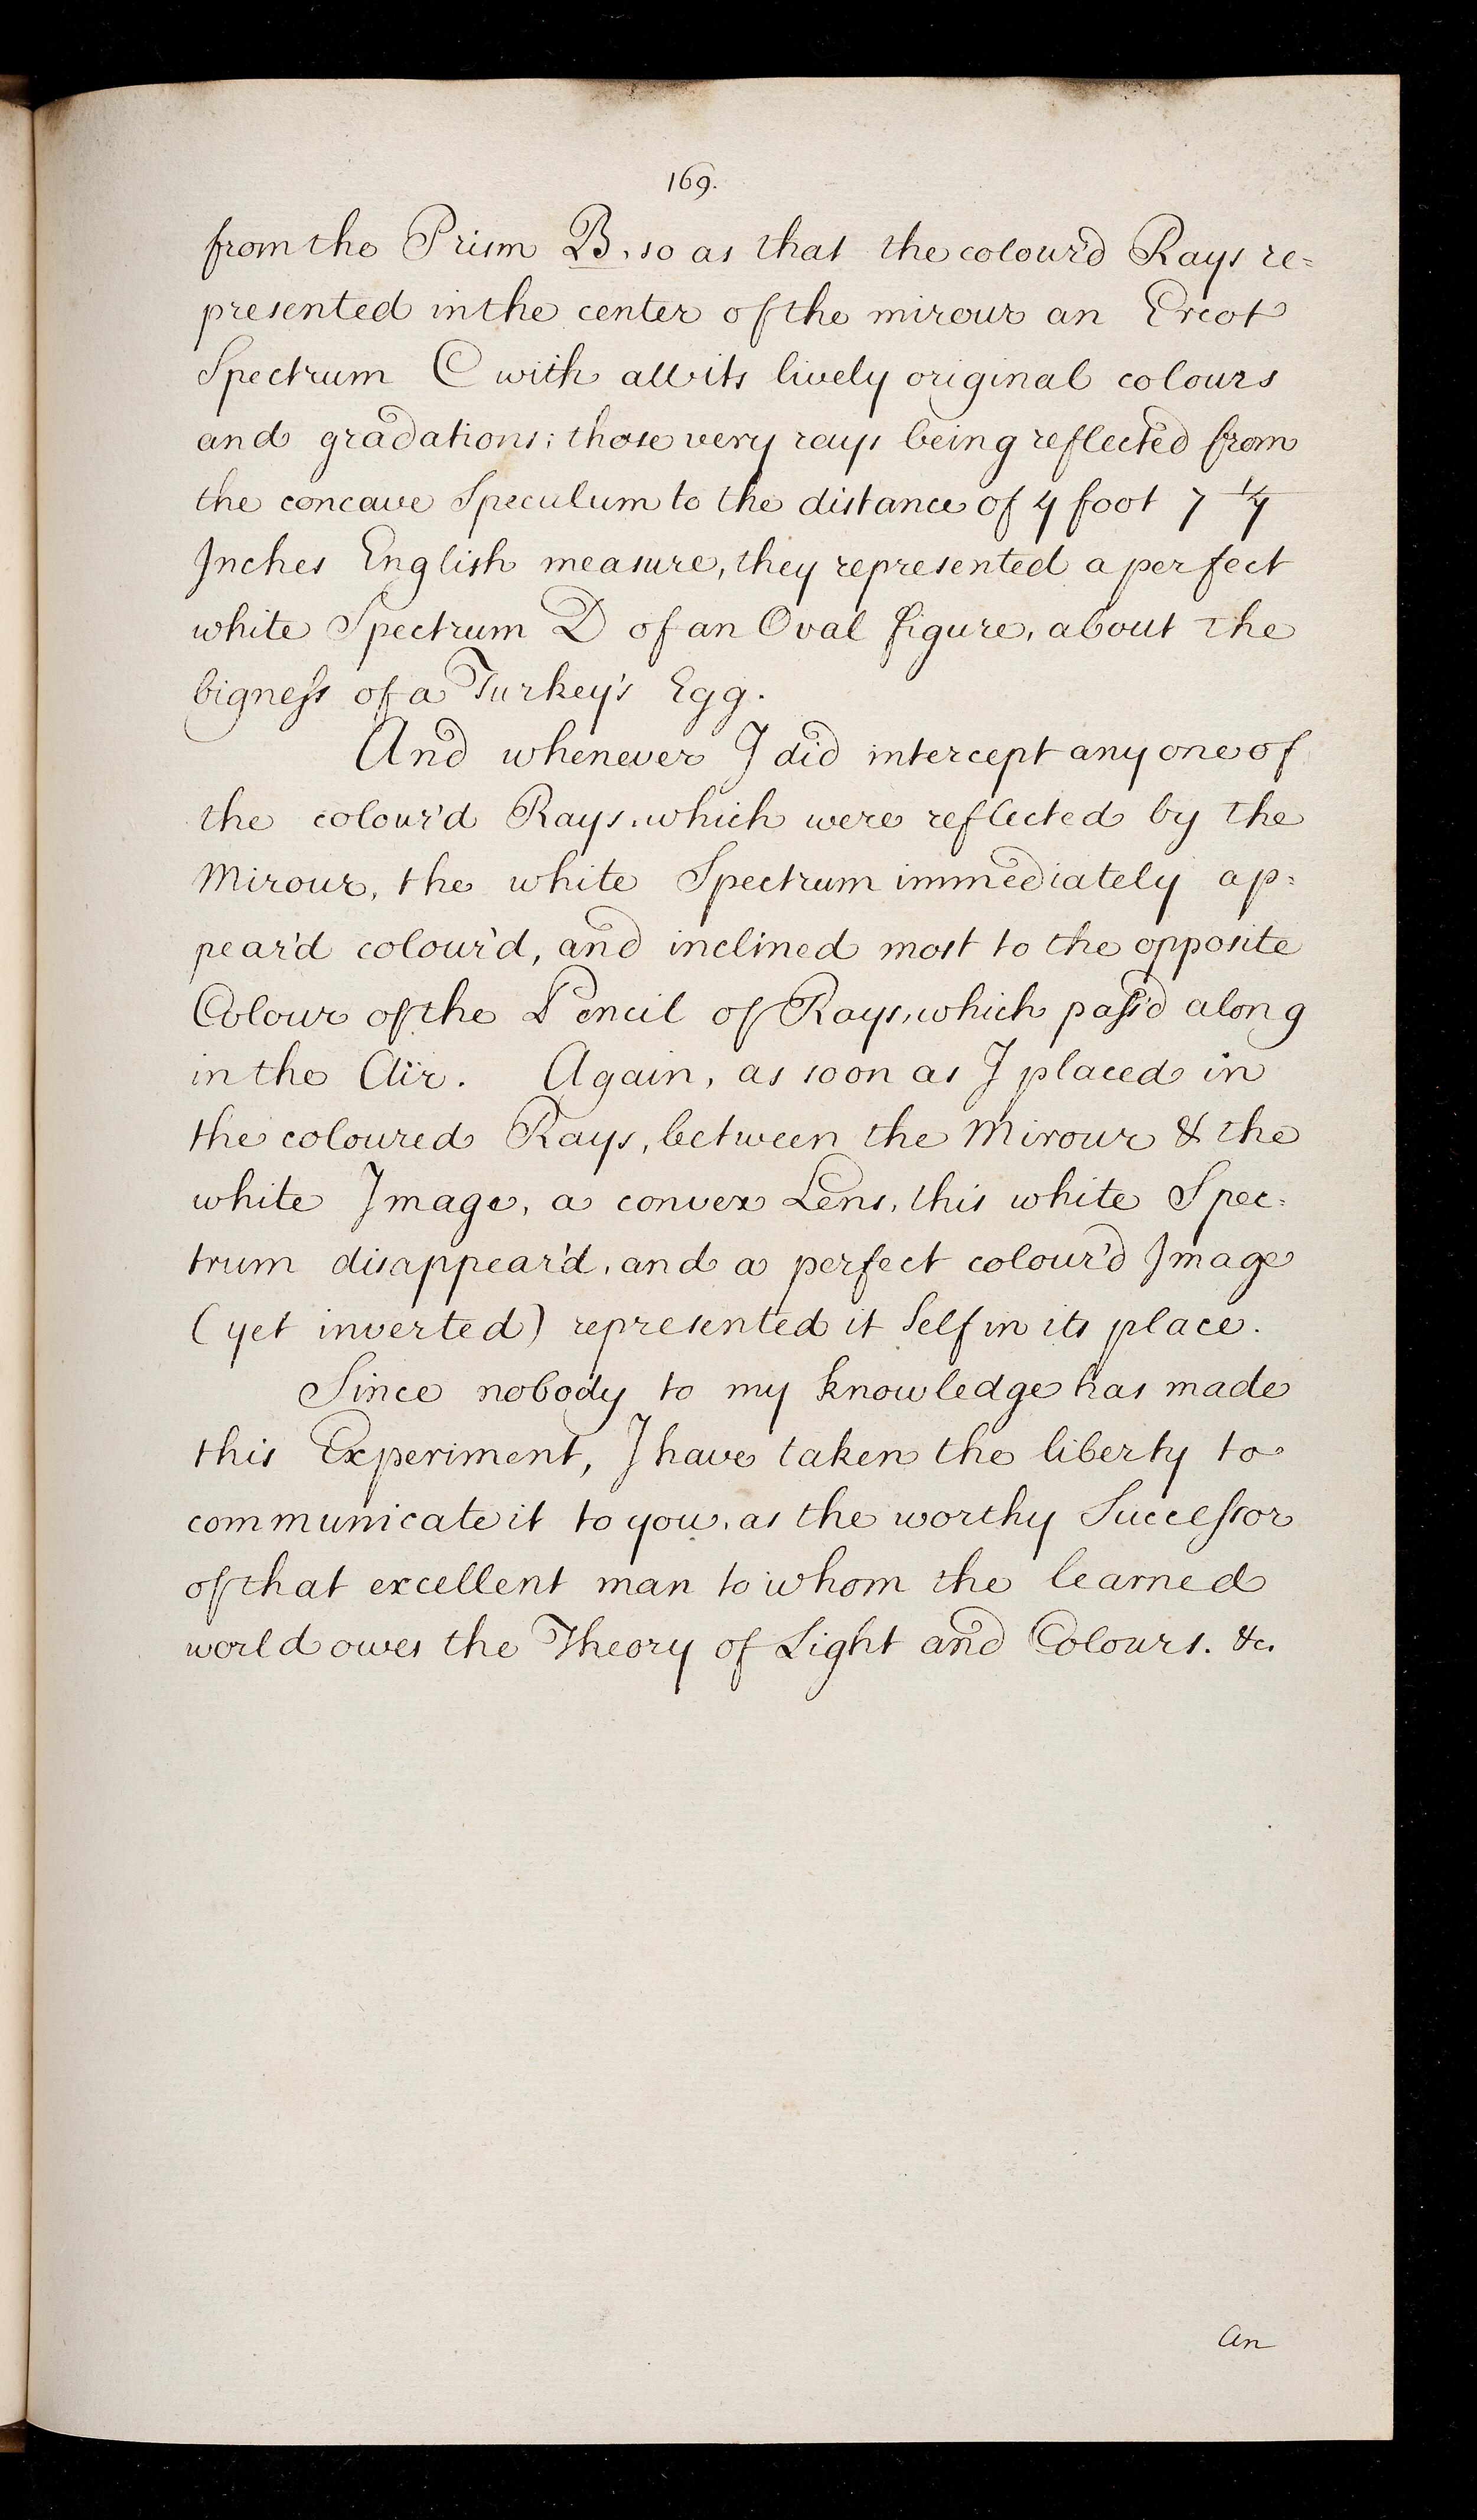 169.
from the Prism B, so as that the colour'd Rays re=
presented in the center of the mirour an Erect
Spectrum C with all its lively original colours
and gradations; those very rays being reflected from
the concave Speculum to the distance of 4 foot 7 1/4
Inches English measure, they represented a perfect
white Spectrum D of an Oval figure, about the
bigneſs of a Turkey's Egg.
And whenever I did intercept any one of
the colour'd Rays, which were reflected by the
Mirour, the white Spectrum immediately ap=
pear'd colour'd, and inclined most to the opposite
Colour of the Pencil of Rays, which paſs'd along
in the Air. Again, as soon as I placed in
the coloured Rays, between the Mirour & the
white Image, a convex Lens, this white Spec=
trum disappear'd, and a perfect colour'd Image
(yet inverted) represented it Self in its place.
Since nobody to my knowledge has made
this Experiment, I have taken the liberty to
communicate it to you, as the worthy Succeſsor
of that excellent man to whom the learned
world owes the Theory of Light and Colours. &c.
An